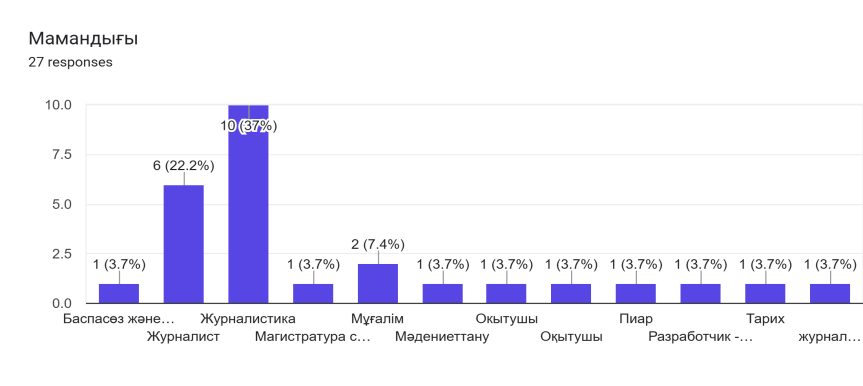 Мамандығы
27 responses
10.0
7.5
5.0
2.5
0.0
1 (3.7%)
6 (22.2%)
10 (37%)
1 (3.7%)
2 (7.4%)
1 (3.7%)
1 (3.7%)
1 (3.7%)
1 (3.7%)
1 (3.7%)
1 (3.7%)
1 (3.7%)
Баспасөз және…
Журналист
Журналистика
Магистратура с…
Мұғалім
Мәдениеттану
Окытушы
Оқытушы
Пиар
Разработчик -…
Тарих
журнал…